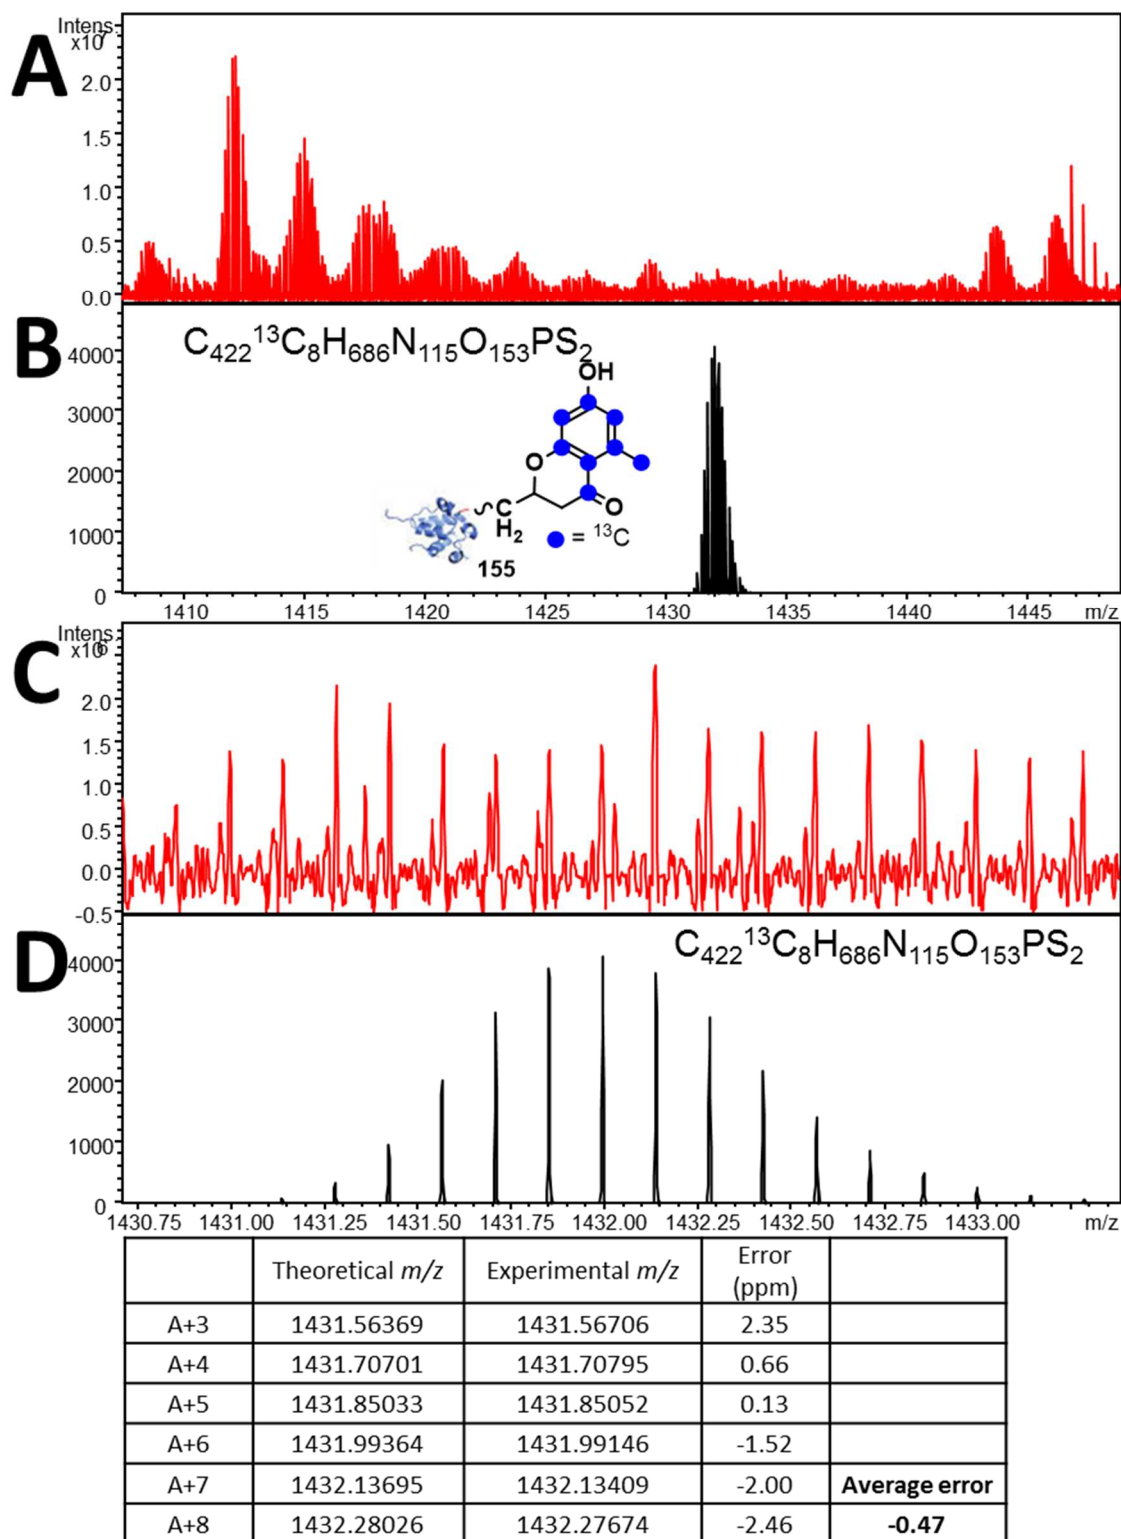 A
Intens.
x10⁷
2.0
1.5
1.0
0.5
0.0
B
C₄₂₂¹³C₈H₆₈₆N₁₁₅O₁₅₃PS₂
4000
3000
2000
1000
0
OH
O
O
C
H₂
= ¹³C
155
1410 1415 1420 1425 1430 1435 1440 1445 m/z
C
Intens.
2.0
1.5
1.0
0.5
0.0
-0.5
D
C₄₂₂¹³C₈H₆₈₆N₁₁₅O₁₅₃PS₂
4000
3000
2000
1000
0
1430.75 1431.00 1431.25 1431.50 1431.75 1432.00 1432.25 1432.50 1432.75 1433.00 m/z
Theoretical m/z Experimental m/z Error (ppm)
A+3 1431.56369 1431.56706 2.35
A+4 1431.70701 1431.70795 0.66
A+5 1431.85033 1431.85052 0.13
A+6 1431.99364 1431.99146 -1.52
A+7 1432.13695 1432.13409 -2.00 Average error
A+8 1432.28026 1432.27674 -2.46 -0.47